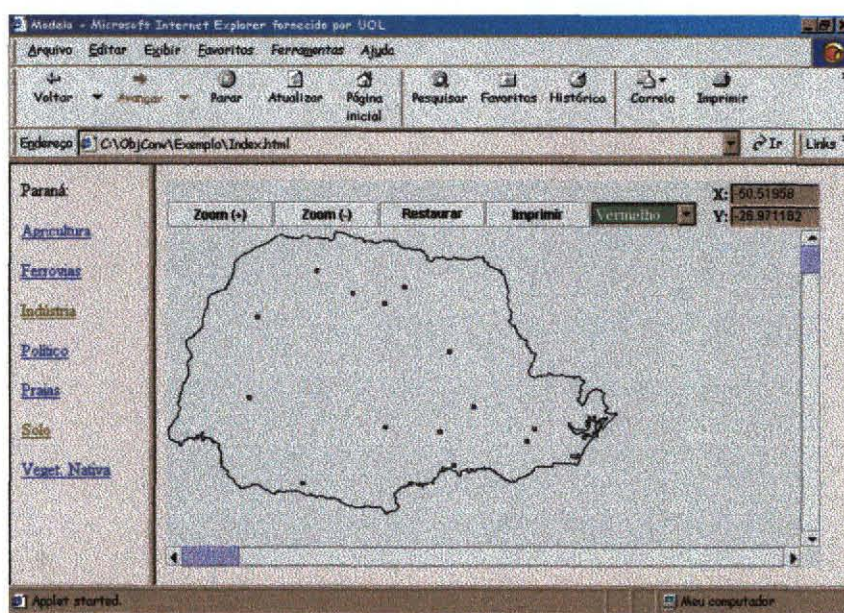 Modelo - Microsoft Internet Explorer fornecido por UOL
Arquivo Editar Exibir Favoritos Ferramentas Ajuda
Voltar Avançar Parar Atualizar Página inicial Pesquisar Favoritos Histórico Correio Imprimir
Endereço C:\ObjConv\Exemplo\Index.html Ir Links
Paraná:
X: -50.51958
Zoom (+) Zoom (-) Restaurar Imprimir Vermelho Y: -26.971182
Agricultura
Ferrovias
Indústria
Político
Praias
Solo
Veget. Nativa
Applet started. Meu computador